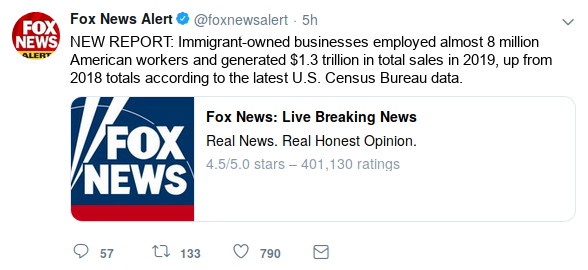 FOX
NEWS
ALERT
Fox News Alert @foxnewsalert · 5h
NEW REPORT: Immigrant-owned businesses employed almost 8 million
American workers and generated $1.3 trillion in total sales in 2019, up from
2018 totals according to the latest U.S. Census Bureau data.
FOX
NEWS
Fox News: Live Breaking News
Real News. Real Honest Opinion.
4.5/5.0 stars – 401,130 ratings
57 133 790